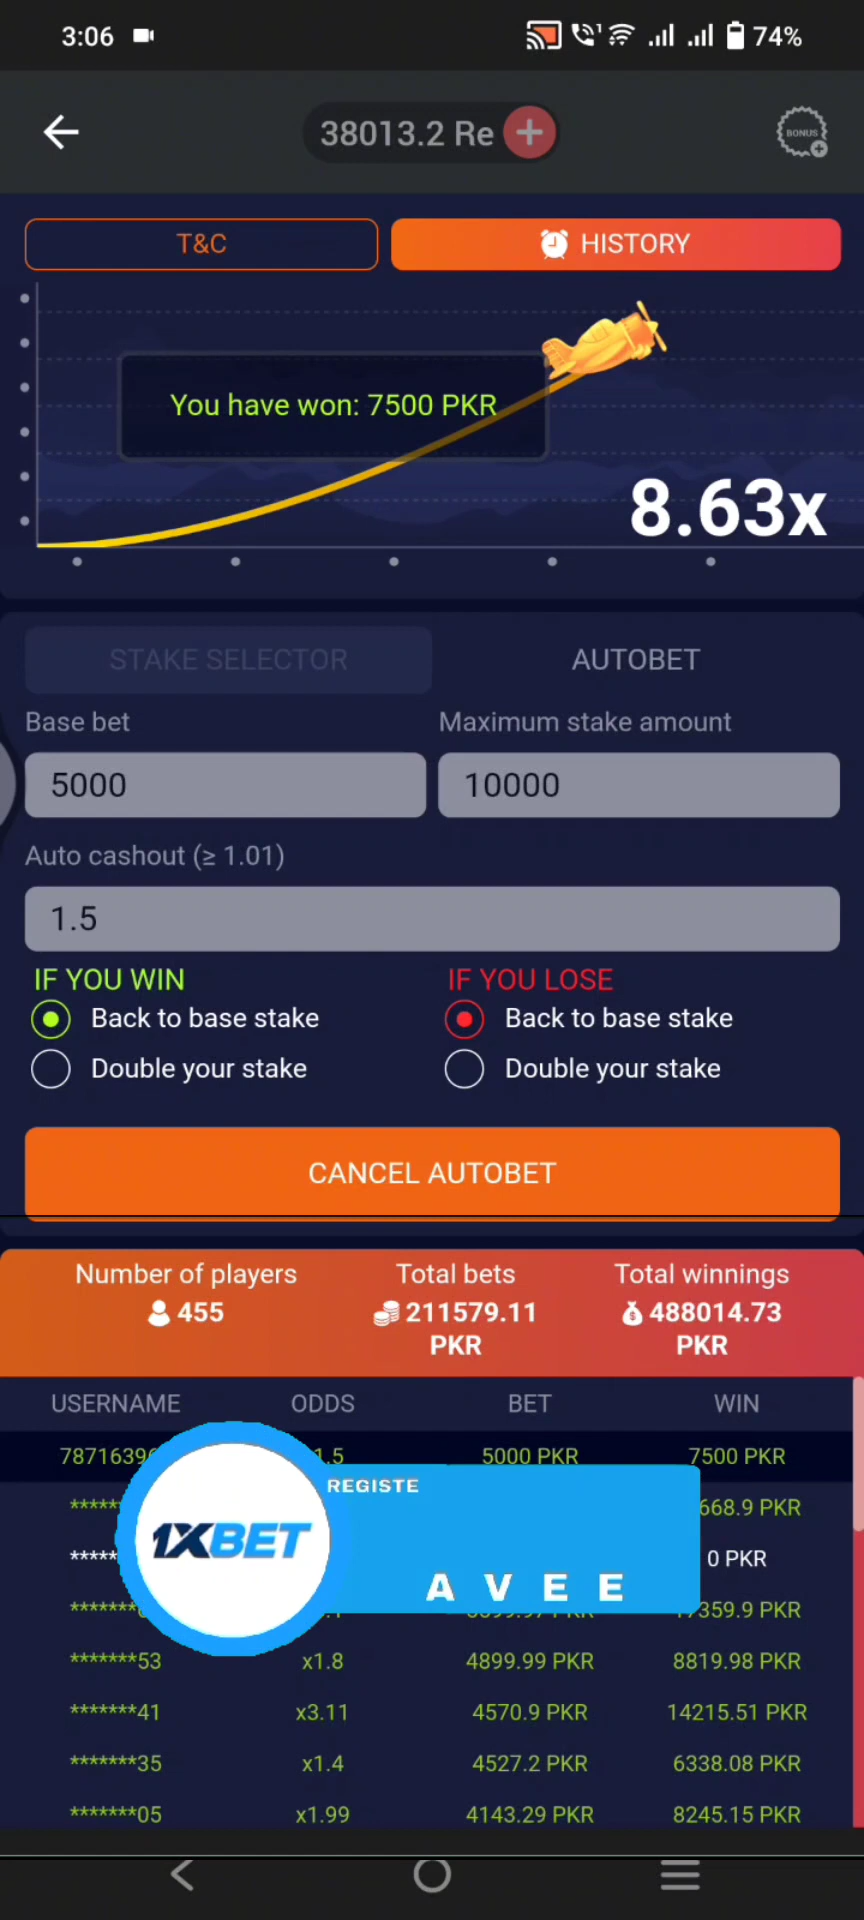 3:06 74%
38013.2 Re
BONUS
T&C HISTORY
You have won: 7500 PKR
8.63x
STAKE SELECTOR AUTOBET
Base bet Maximum stake amount
5000 10000
Auto cashout (≥ 1.01)
1.5
IF YOU WIN IF YOU LOSE
Back to base stake Back to base stake
Double your stake Double your stake
CANCEL AUTOBET
Number of players Total bets Total winnings
455 211579.11 488014.73
PKR PKR
USERNAME ODDS BET WIN
7871639 1.5 5000 PKR 7500 PKR
****** 668.9 PKR
REGISTE
1XBET
****** 0 PKR
A V E E
******* 359.9 PKR
*******53 x1.8 4899.99 PKR 8819.98 PKR
*******41 x3.11 4570.9 PKR 14215.51 PKR
*******35 x1.4 4527.2 PKR 6338.08 PKR
*******05 x1.99 4143.29 PKR 8245.15 PKR